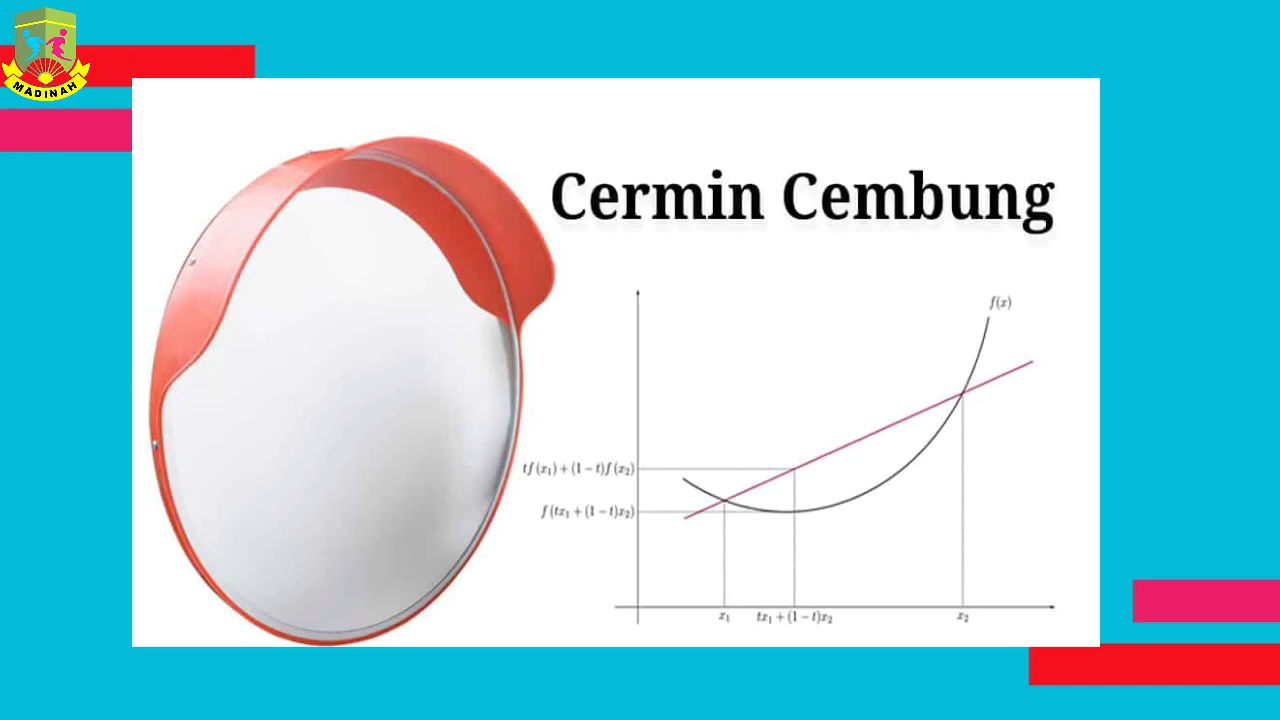 MADINAH
Cermin Cembung
f(x)
tf(x₁)+(1−t)f(x₂)
f(tx₁+(1−t)x₂)
x₁
tx₁+(1−t)x₂
x₂